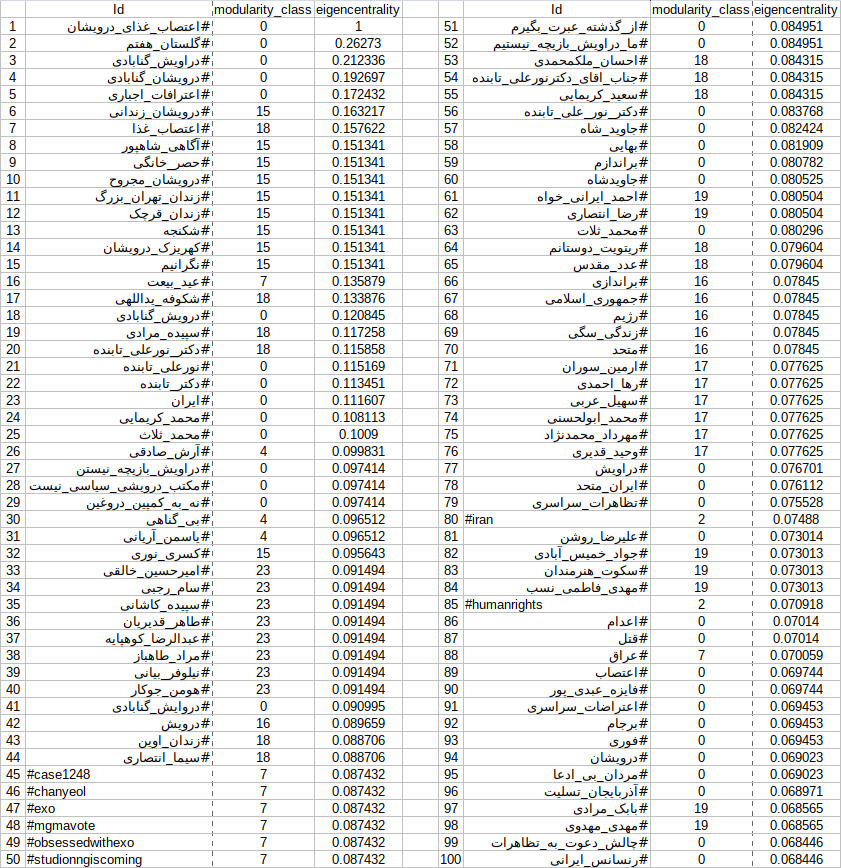 Id modularity_class eigencentrality
1 #اعتصاب_غذای_درویشان 0 1
2 #گلستان_هفتم 0 0.26273
3 #دراویش_گنابادی 0 0.212336
4 #درویشان_گنابادی 0 0.192697
5 #اعترافات_اجباری 0 0.172432
6 #درویشان_زندانی 15 0.163217
7 #اعتصاب_غذا 18 0.157622
8 #آگاهی_شاهپور 15 0.151341
9 #حصر_خانگی 15 0.151341
10 #درویشان_مجروح 15 0.151341
11 #زندان_تهران_بزرگ 15 0.151341
12 #زندان_قرچک 15 0.151341
13 #شکنجه 15 0.151341
14 #کهریزک_درویشان 15 0.151341
15 #نگرانیم 15 0.151341
16 #عید_بیعت 7 0.135879
17 #شکوفه_یداللهی 18 0.133876
18 #درویش_گنابادی 0 0.120845
19 #سپیده_مرادی 18 0.117258
20 #دکتر_نورعلی_تابنده 18 0.115858
21 #نورعلی_تابنده 0 0.115169
22 #دکتر_تابنده 0 0.113451
23 #ایران 0 0.111607
24 #محمد_کریمایی 0 0.108113
25 #محمد_ثلاث 0 0.1009
26 #آرش_صادقی 4 0.099831
27 #دراویش_بازیچه_نیستن 0 0.097414
28 #مکتب_درویشی_سیاسی_نیست 0 0.097414
29 #نه_به_کمپین_دروغین 0 0.097414
30 #بی_گناهی 4 0.096512
31 #یاسمن_آریانی 4 0.096512
32 #کسری_نوری 15 0.095643
33 #امیرحسین_خالقی 23 0.091494
34 #سام_رجبی 23 0.091494
35 #سپیده_کاشانی 23 0.091494
36 #طاهر_قدیریان 23 0.091494
37 #عبدالرضا_کوهپایه 23 0.091494
38 #مراد_طاهباز 23 0.091494
39 #نیلوفر_بیانی 23 0.091494
40 #هومن_جوکار 23 0.091494
41 #دروایش_گنابادی 0 0.090995
42 #درویش 16 0.089659
43 #زندان_اوین 18 0.088706
44 #سیما_انتصاری 18 0.088706
45 #case1248 7 0.087432
46 #chanyeol 7 0.087432
47 #exo 7 0.087432
48 #mgmavote 7 0.087432
49 #obsessedwithexo 7 0.087432
50 #studionngiscoming 7 0.087432
Id modularity_class eigencentrality
51 #از_گذشته_عبرت_بگیرم 0 0.084951
52 #ما_دراویش_بازیچه_نیستیم 0 0.084951
53 #احسان_ملکمحمدی 18 0.084315
54 #جناب_اقای_دکترنورعلی_تابنده 18 0.084315
55 #سعید_کریمایی 18 0.084315
56 #دکتر_نور_علی_تابنده 0 0.083768
57 #جاوید_شاه 0 0.082424
58 #بهایی 0 0.081909
59 #براندازم 0 0.080782
60 #جاویدشاه 0 0.080525
61 #احمد_ایرانی_خواه 19 0.080504
62 #رضا_انتصاری 19 0.080504
63 #محمد_ثلات 0 0.080296
64 #ریتویت_دوستانم 18 0.079604
65 #عدد_مقدس 18 0.079604
66 #براندازی 16 0.07845
67 #جمهوری_اسلامی 16 0.07845
68 #رژیم 16 0.07845
69 #زندگی_سگی 16 0.07845
70 #متحد 16 0.07845
71 #آرمین_سوران 17 0.077625
72 #رها_احمدی 17 0.077625
73 #سهیل_عربی 17 0.077625
74 #محمد_ابولحسنی 17 0.077625
75 #مهرداد_محمدنژاد 17 0.077625
76 #وحید_قدیری 17 0.077625
77 #دراویش 0 0.076701
78 #ایران_متحد 0 0.076112
79 #تظاهرات_سراسری 0 0.075528
80 #iran 2 0.07488
81 #علیرضا_روشن 0 0.073014
82 #جواد_خمیس_آبادی 19 0.073013
83 #سکوت_هنرمندان 19 0.073013
84 #مهدی_فاطمی_نسب 19 0.073013
85 #humanrights 2 0.070918
86 #اعدام 0 0.07014
87 #قتل 0 0.07014
88 #عراق 7 0.070059
89 #اعتصاب 0 0.069744
90 #فایزه_عبدی_پور 0 0.069744
91 #اعتراضات_سراسری 0 0.069453
92 #برجام 0 0.069453
93 #فوری 0 0.069453
94 #درویشان 0 0.069023
95 #مردان_بی_ادعا 0 0.069023
96 #آذربایجان_تسلیت 0 0.068971
97 #بابک_مرادی 19 0.068565
98 #مهدی_مهدوی 19 0.068565
99 #چالش_دعوت_به_تظاهرات 0 0.068446
100 #رنسانس_ایرانی 0 0.068446